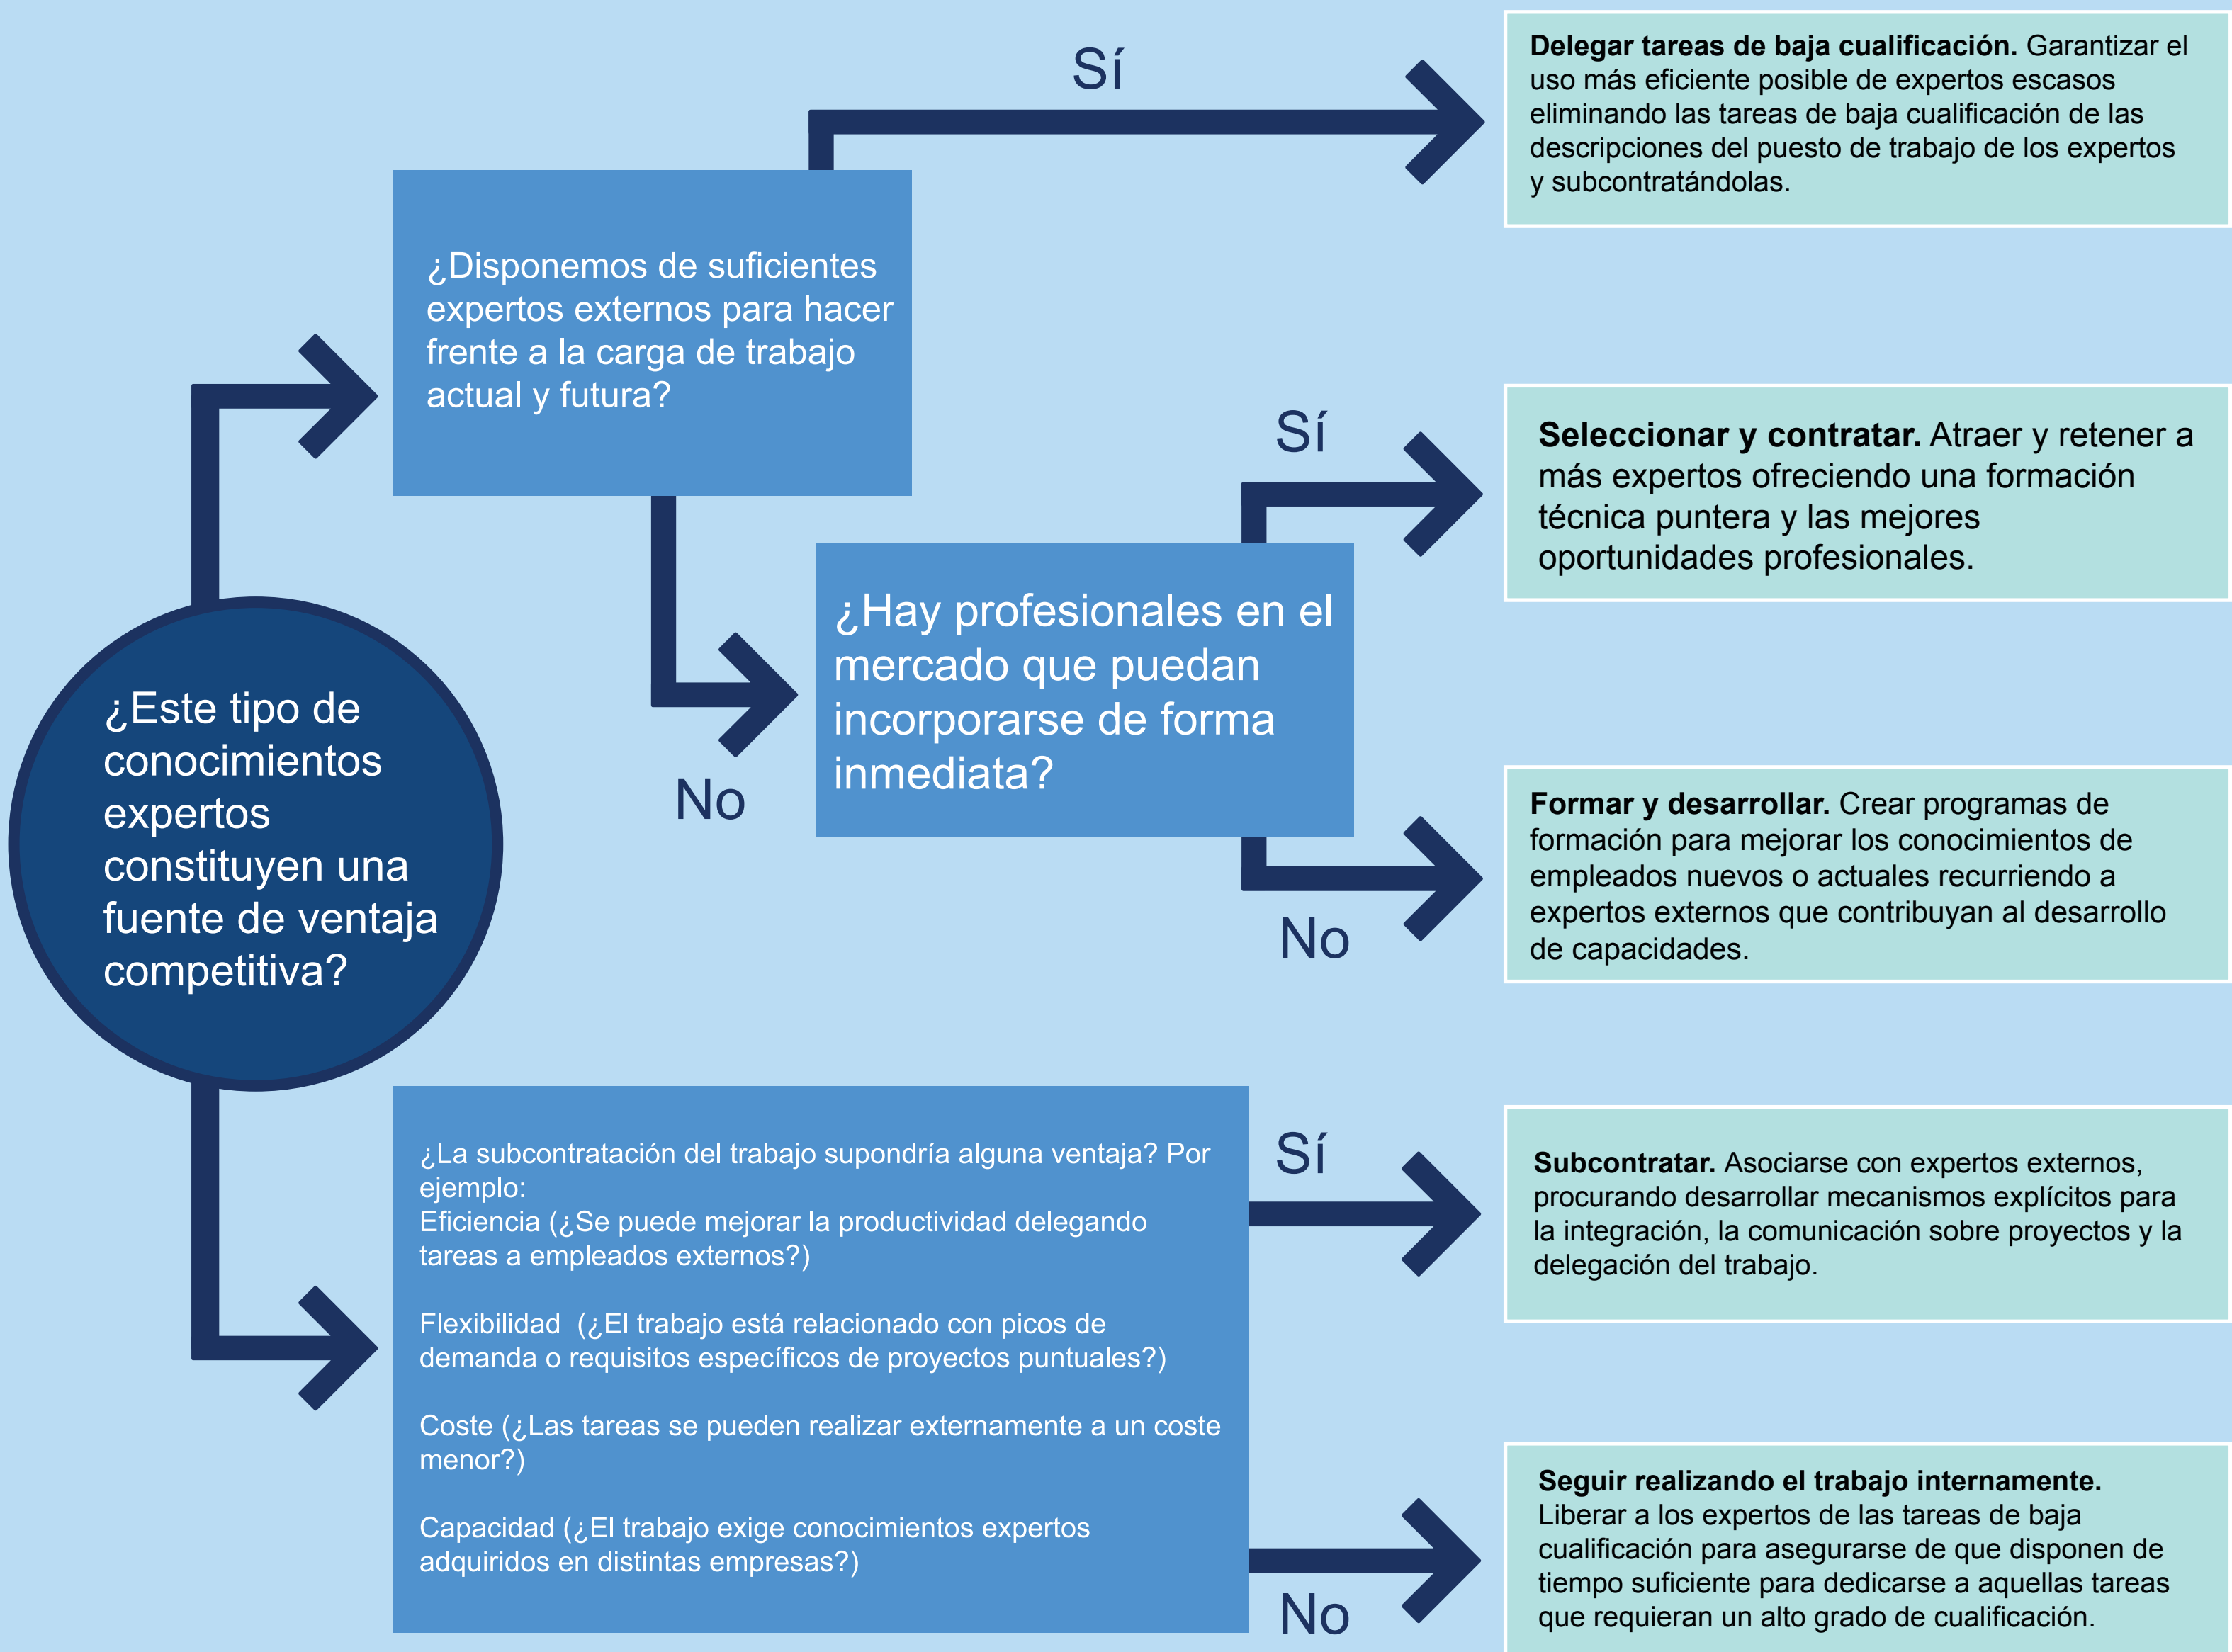 Sí
Delegar tareas de baja cualificación. Garantizar el
uso más eficiente posible de expertos escasos
eliminando las tareas de baja cualificación de las
descripciones del puesto de trabajo de los expertos
y subcontratándolas.
¿Disponemos de suficientes
expertos externos para hacer
frente a la carga de trabajo
actual y futura?
Sí
Seleccionar y contratar. Atraer y retener a
más expertos ofreciendo una formación
técnica puntera y las mejores
oportunidades profesionales.
¿Hay profesionales en el
mercado que puedan
incorporarse de forma
inmediata?
No
¿Este tipo de
conocimientos
expertos
constituyen una
fuente de ventaja
competitiva?
Formar y desarrollar. Crear programas de
formación para mejorar los conocimientos de
empleados nuevos o actuales recurriendo a
expertos externos que contribuyan al desarrollo
de capacidades.
No
¿La subcontratación del trabajo supondría alguna ventaja? Por
ejemplo:
Eficiencia (¿Se puede mejorar la productividad delegando
tareas a empleados externos?)
Flexibilidad  (¿El trabajo está relacionado con picos de
demanda o requisitos específicos de proyectos puntuales?)
Coste (¿Las tareas se pueden realizar externamente a un coste
menor?)
Capacidad (¿El trabajo exige conocimientos expertos
adquiridos en distintas empresas?)
Sí
Subcontratar. Asociarse con expertos externos,
procurando desarrollar mecanismos explícitos para
la integración, la comunicación sobre proyectos y la
delegación del trabajo.
No
Seguir realizando el trabajo internamente.
Liberar a los expertos de las tareas de baja
cualificación para asegurarse de que disponen de
tiempo suficiente para dedicarse a aquellas tareas
que requieran un alto grado de cualificación.